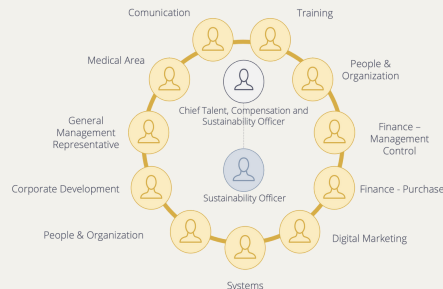 Comunication
Training
Medical Area
People &
Organization
Chief Talent, Compensation and
Sustainability Officer
General
Management
Representative
Finance –
Management
Control
Corporate Development
Sustainability Officer
Finance - Purchase
People & Organization
Digital Marketing
Systems